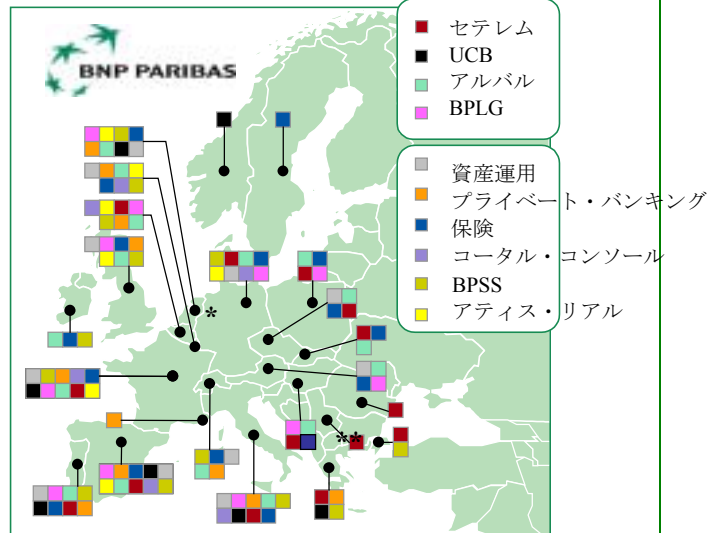 BNP PARIBAS
セテレム
UCB
アルバル
BPLG
資産運用
プライベート・バンキング
保険
コータル・コンソール
BPSS
アティス・リアル
*
**